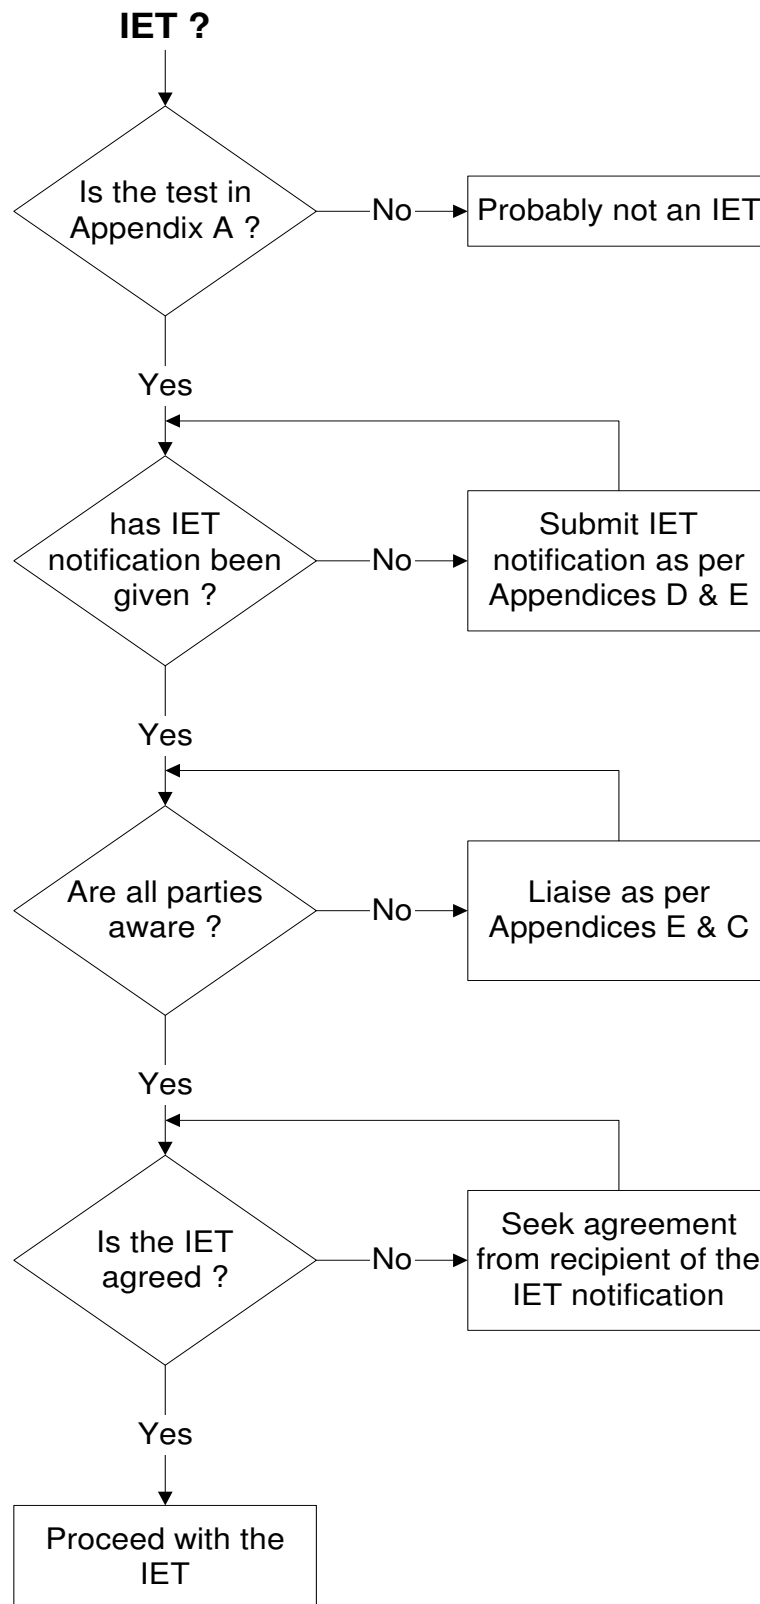 IET ?
Is the test in
Appendix A ?
No
Probably not an IET
Yes
has IET
notification been
given ?
No
Submit IET
notification as per
Appendices D & E
Yes
Are all parties
aware ?
No
Liaise as per
Appendices E & C
Yes
Is the IET
agreed ?
No
Seek agreement
from recipient of the
IET notification
Yes
Proceed with the
IET